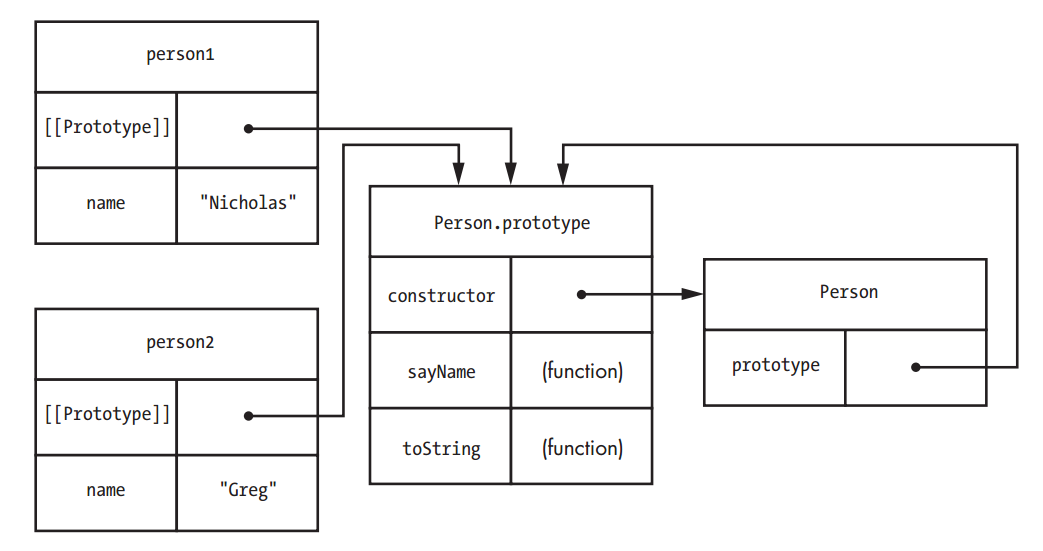 person1
[[Prototype]]
name "Nicholas"
person2
[[Prototype]]
name "Greg"
Person.prototype
constructor
sayName (function)
toString (function)
Person
prototype